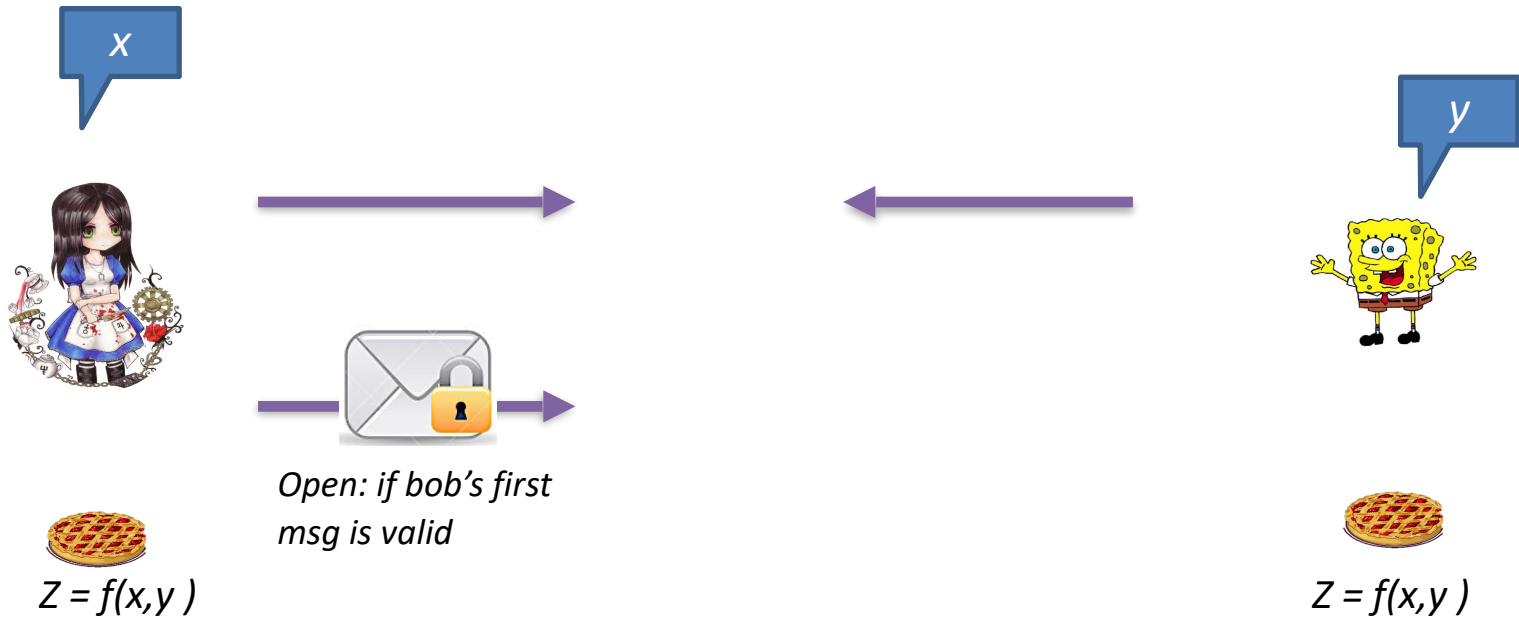 x
y
Open: if bob’s first
msg is valid
Z = f(x,y )
Z = f(x,y )